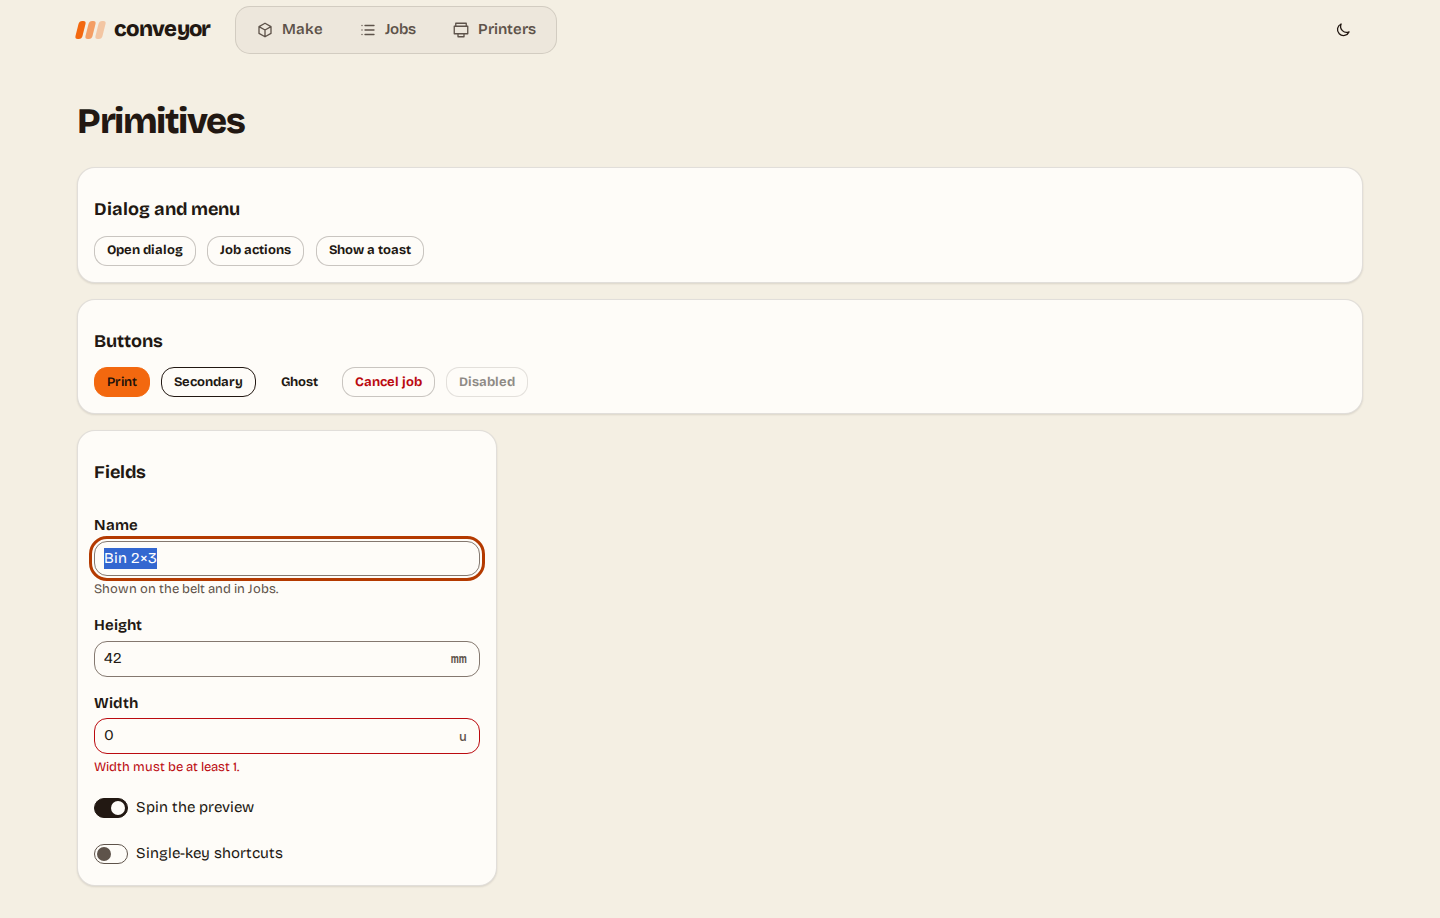 conveyor
Make Jobs Printers
Primitives
Dialog and menu
Open dialog Job actions Show a toast
Buttons
Print Secondary Ghost Cancel job Disabled
Fields
Name
Bin 2×3
Shown on the belt and in Jobs.
Height
42 mm
Width
0 u
Width must be at least 1.
Spin the preview
Single-key shortcuts